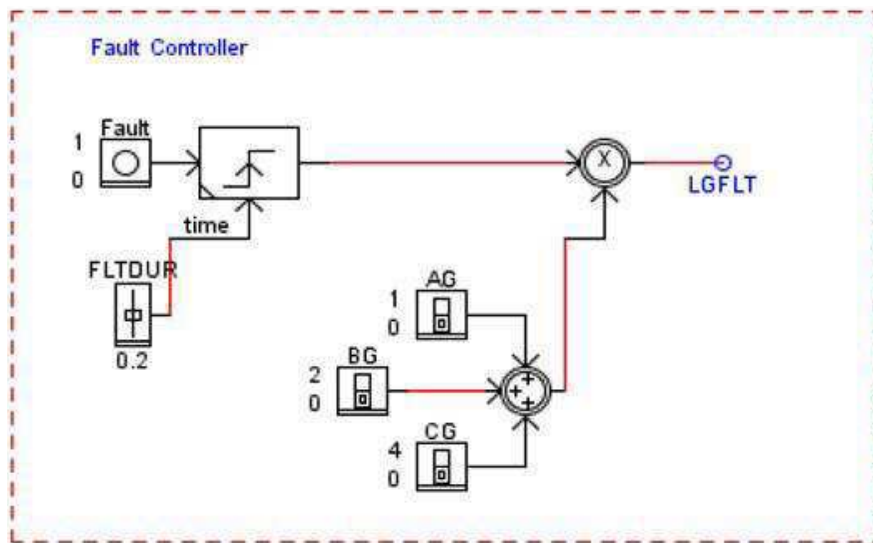 Fault Controller
Fault
1
0
X
LGFLT
time
FLTDUR
0.2
AG
1
0
BG
2
0
+
+
+
CG
4
0